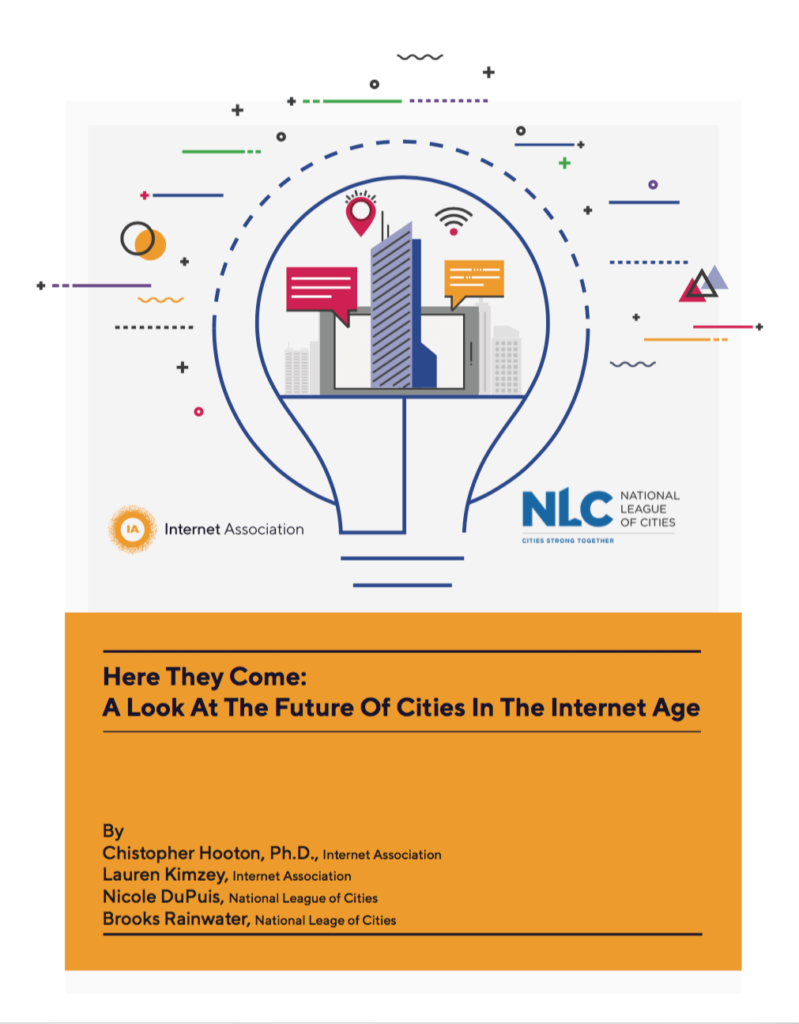 IA
Internet Association
NLC
NATIONAL
LEAGUE
OF CITIES
CITIES STRONG TOGETHER
Here They Come:
A Look At The Future Of Cities In The Internet Age
By
Chistopher Hooton, Ph.D., Internet Association
Lauren Kimzey, Internet Association
Nicole DuPuis, National League of Cities
Brooks Rainwater, National Leage of Cities